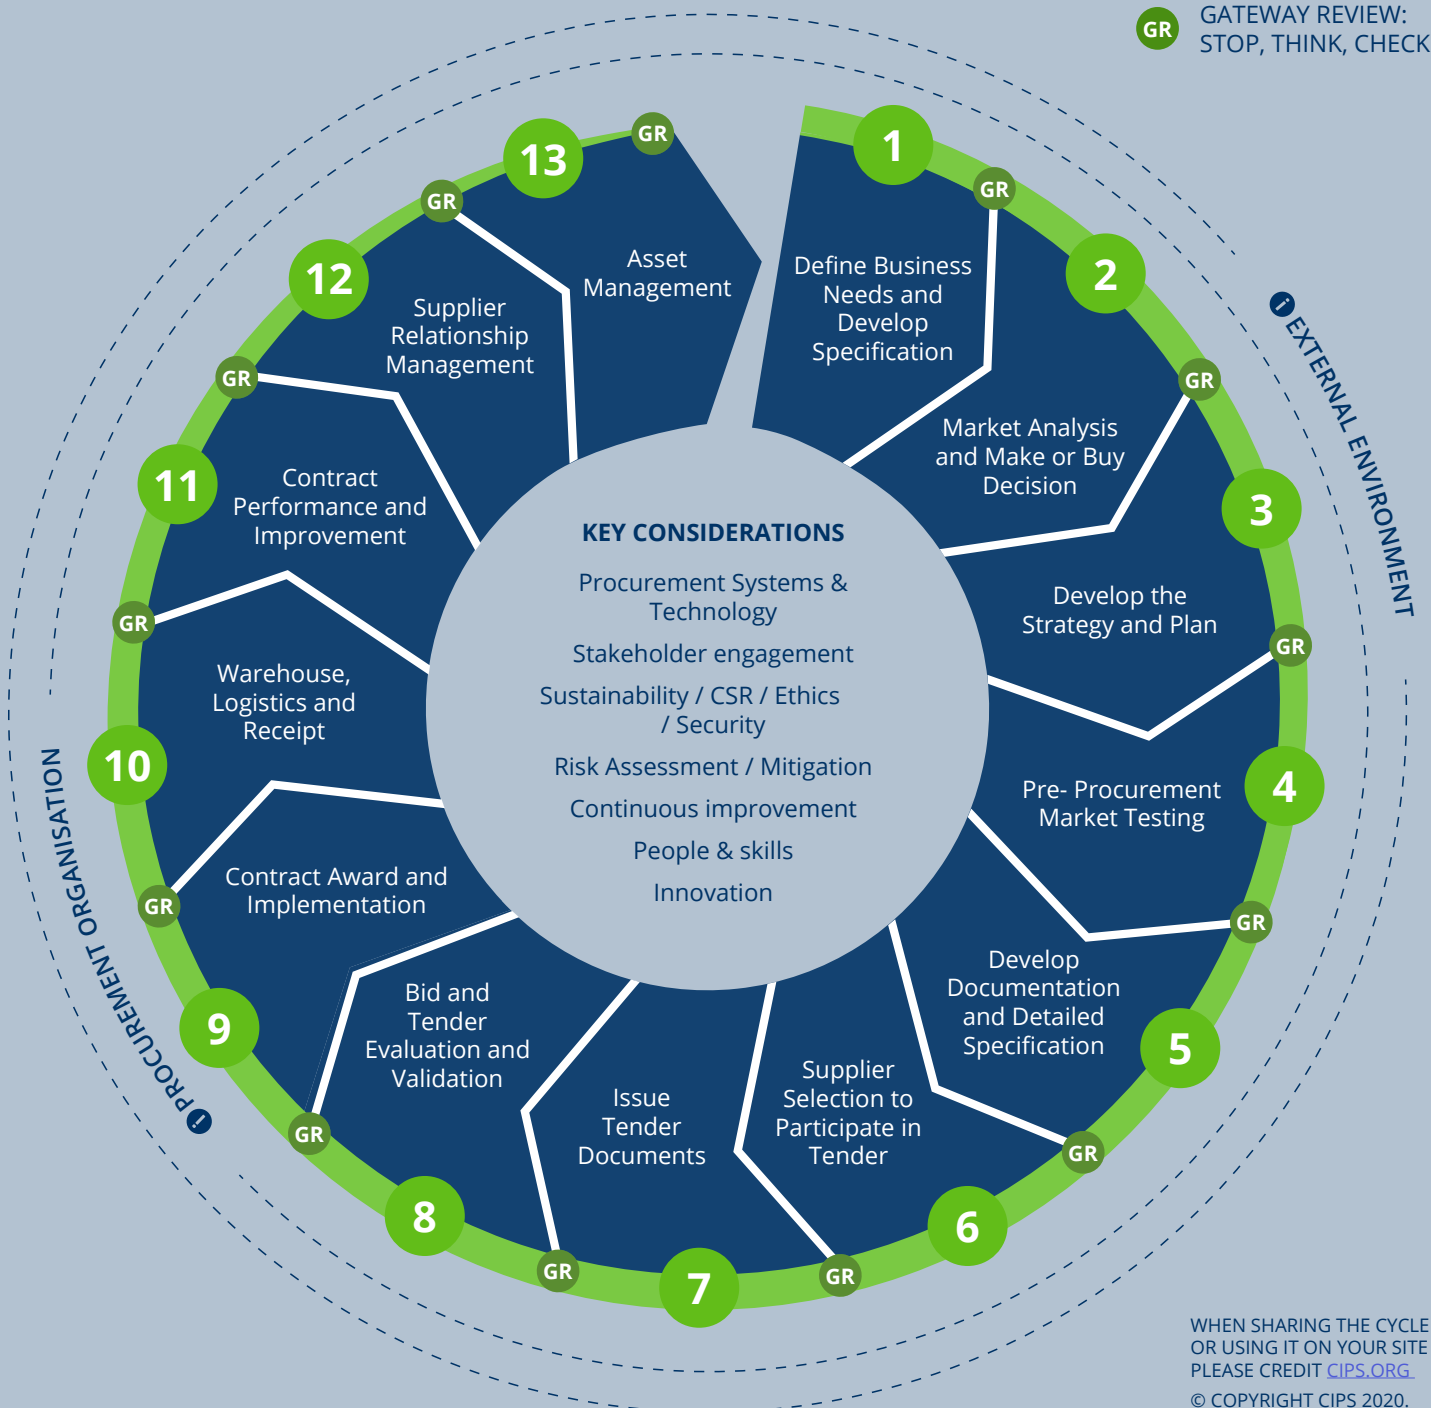 GR
GATEWAY REVIEW:
STOP, THINK, CHECK
1
Define Business
Needs and
Develop
Specification
GR
2
Market Analysis
and Make or Buy
Decision
GR
3
Develop the
Strategy and Plan
GR
4
Pre- Procurement
Market Testing
GR
5
Develop
Documentation
and Detailed
Specification
GR
6
Supplier
Selection to
Participate in
Tender
GR
7
Issue
Tender
Documents
GR
8
Bid and
Tender
Evaluation and
Validation
GR
9
Contract Award and
Implementation
GR
10
Warehouse,
Logistics and
Receipt
GR
11
Contract
Performance and
Improvement
GR
12
Supplier
Relationship
Management
GR
13
Asset
Management
GR
KEY CONSIDERATIONS
Procurement Systems &
Technology
Stakeholder engagement
Sustainability / CSR / Ethics
/ Security
Risk Assessment / Mitigation
Continuous improvement
People & skills
Innovation
i EXTERNAL ENVIRONMENT
i PROCUREMENT ORGANISATION
WHEN SHARING THE CYCLE
OR USING IT ON YOUR SITE
PLEASE CREDIT CIPS.ORG
© COPYRIGHT CIPS 2020.